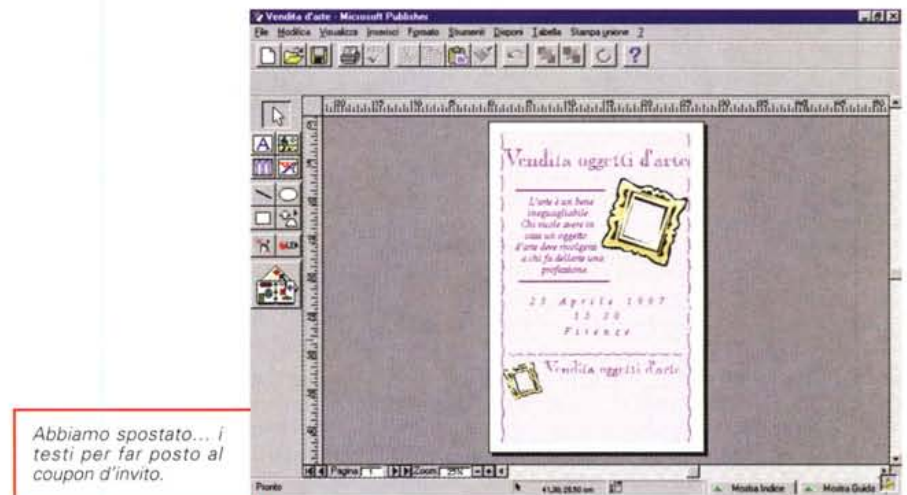 Vendita d'arte - Microsoft Publisher
File Modifica Visualizza Inserisci Formato Strumenti Disponi Tabella Stampa unione ?
Vendita oggetti d'arte
L'arte è un bene
ineguagliabile
Chi vuole avere in
casa un oggetto
d'arte deve rivolgersi
a chi fa dell'arte una
professione
23 Aprile 1997
15 30
Firenze
Vendita oggetti d'arte
Pagina 1 Zoom 25%
Pronto
Mostra Indice Mostra Guida
Abbiamo spostato... i
testi per far posto al
coupon d'invito.